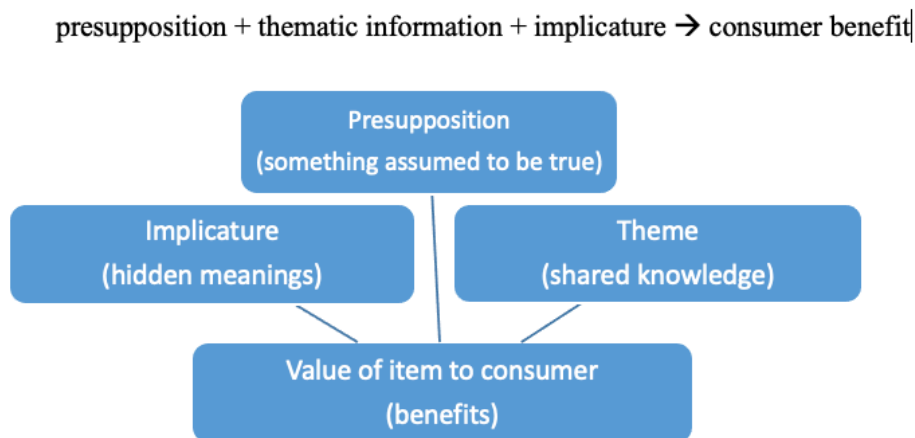 presupposition + thematic information + implicature → consumer benefit
Presupposition
(something assumed to be true)
Implicature
(hidden meanings)
Theme
(shared knowledge)
Value of item to consumer
(benefits)